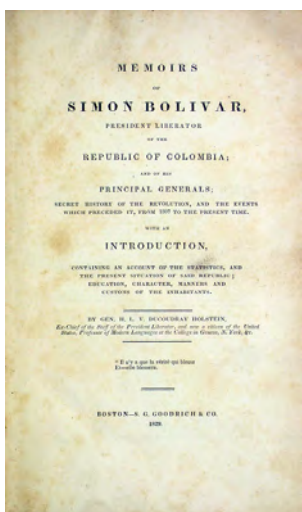 MEMOIRS
OF
SIMON BOLIVAR,
PRESIDENT LIBERATOR
OF THE
REPUBLIC OF COLOMBIA;
AND OF HIS
PRINCIPAL GENERALS;
SECRET HISTORY OF THE REVOLUTION, AND THE EVENTS
WHICH PRECEDED IT, FROM 1807 TO THE PRESENT TIME.
WITH AN
INTRODUCTION,
CONTAINING AN ACCOUNT OF THE STATISTICS, AND
THE PRESENT SITUATION OF SAID REPUBLIC;
EDUCATION, CHARACTER, MANNERS AND
CUSTOMS OF THE INHABITANTS.
BY GEN. H. L. V. DUCOUDRAY HOLSTEIN,
Ex-Chief of the Staff of the President Liberator, and now a citizen of the United
States, Professor of Modern Languages at the College in Geneva, N. York, &c.
" Il n'y a que la vérité qui blesse
BOSTON—S. G. GOODRICH & CO.
1829.